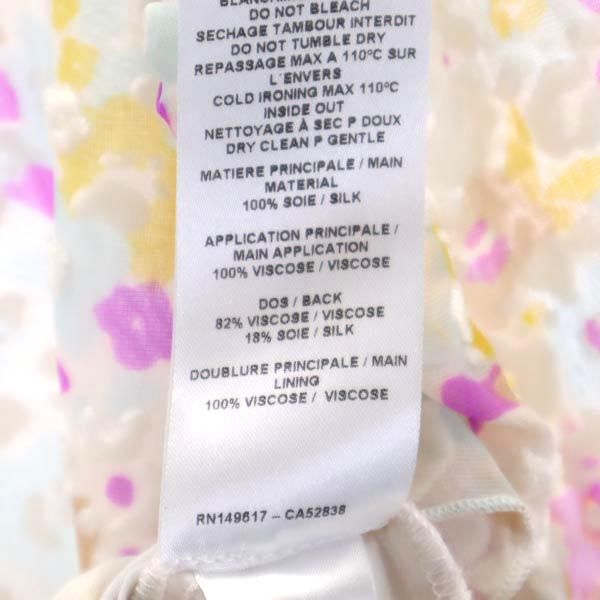 DO NOT BLEACH
SECHAGE TAMBOUR INTERDIT
DO NOT TUMBLE DRY
REPASSAGE MAX A 110°C SUR
L'ENVERS
COLD IRONING MAX 110°C
INSIDE OUT
NETTOYAGE À SEC P DOUX
DRY CLEAN P GENTLE
MATIERE PRINCIPALE / MAIN
MATERIAL
100% SOIE / SILK
APPLICATION PRINCIPALE /
MAIN APPLICATION
100% VISCOSE / VISCOSE
DOS / BACK
82% VISCOSE / VISCOSE
18% SOIE / SILK
DOUBLURE PRINCIPALE / MAIN
LINING
100% VISCOSE / VISCOSE
RN149617 – CA52838